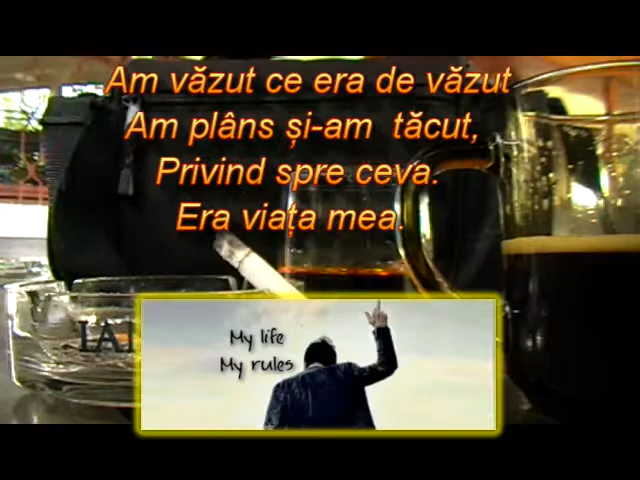 Am văzut ce era de văzut
Am plâns și-am tăcut,
Privind spre ceva.
Era viața mea.
My life
My rules